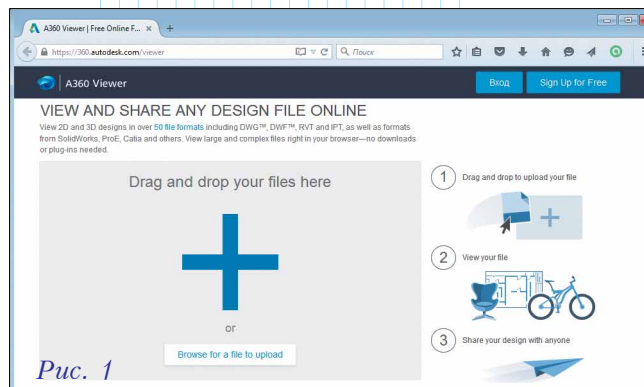 A360 Viewer | Free Online F...
https://360.autodesk.com/viewer
Поиск
A360 Viewer
Вход
Sign Up for Free
VIEW AND SHARE ANY DESIGN FILE ONLINE
View 2D and 3D designs in over 50 file formats including DWG™, DWF™, RVT and IPT, as well as formats
from SolidWorks, ProE, Catia and others. View large and complex files right in your browser—no downloads
or plug-ins needed.
Drag and drop your files here
or
Browse for a file to upload
1 Drag and drop to upload your file
2 View your file
3 Share your design with anyone
Рис. 1